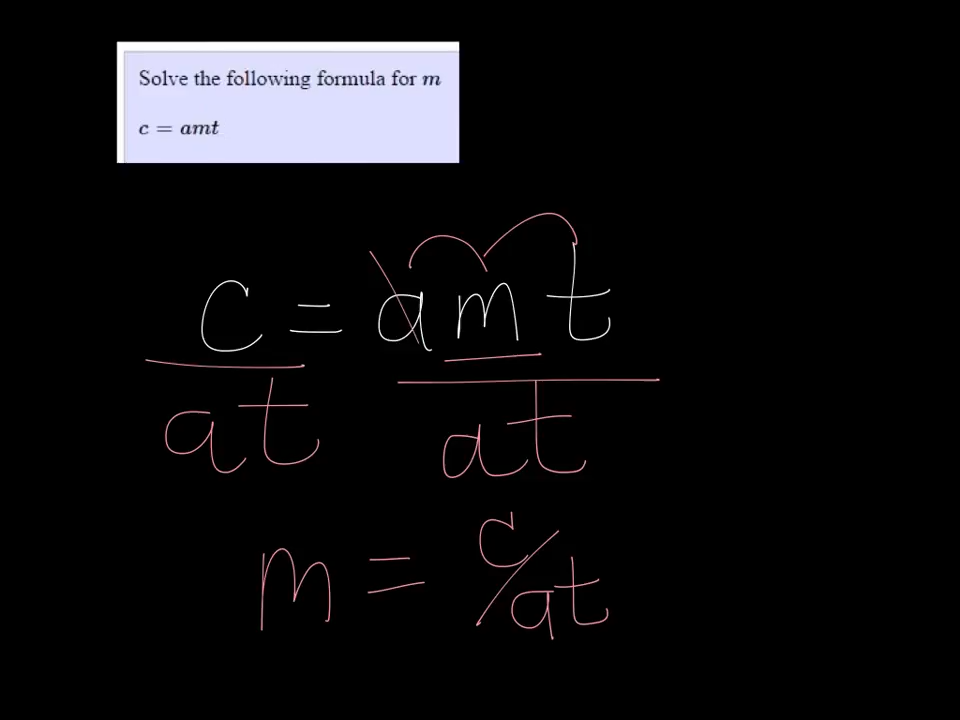 Solve the following formula for m
c = amt
c = amt
at at
m = c/at